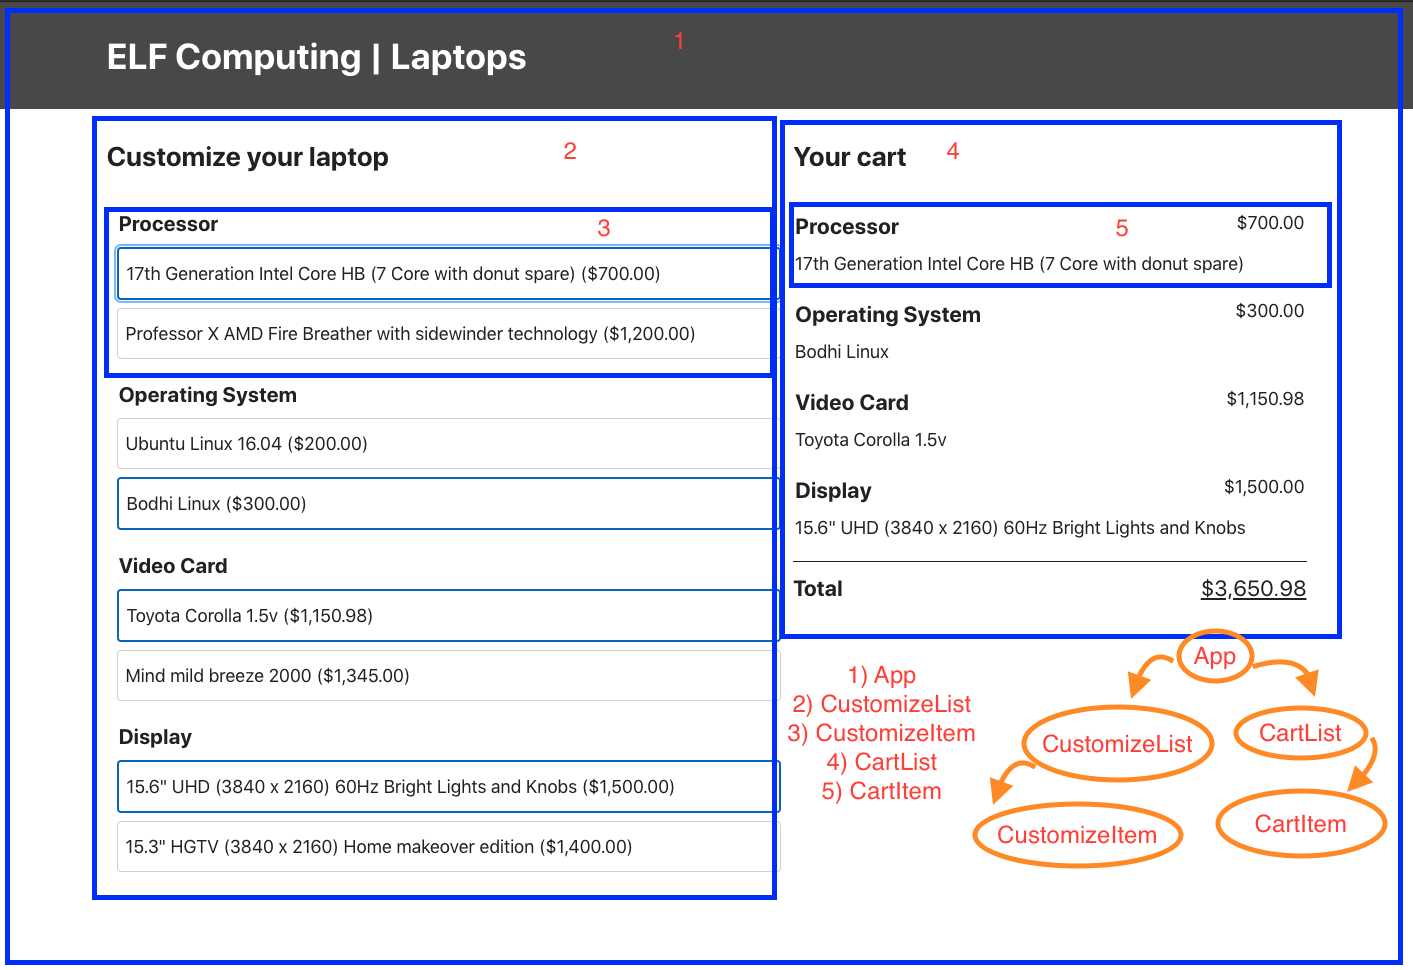 ELF Computing | Laptops
1
Customize your laptop
2
Processor
3
17th Generation Intel Core HB (7 Core with donut spare) ($700.00)
Professor X AMD Fire Breather with sidewinder technology ($1,200.00)
Operating System
Ubuntu Linux 16.04 ($200.00)
Bodhi Linux ($300.00)
Video Card
Toyota Corolla 1.5v ($1,150.98)
Mind mild breeze 2000 ($1,345.00)
Display
15.6" UHD (3840 x 2160) 60Hz Bright Lights and Knobs ($1,500.00)
15.3" HGTV (3840 x 2160) Home makeover edition ($1,400.00)
Your cart
4
Processor
5
$700.00
17th Generation Intel Core HB (7 Core with donut spare)
Operating System
$300.00
Bodhi Linux
Video Card
$1,150.98
Toyota Corolla 1.5v
Display
$1,500.00
15.6" UHD (3840 x 2160) 60Hz Bright Lights and Knobs
Total
$3,650.98
1) App
2) CustomizeList
3) CustomizeItem
4) CartList
5) CartItem
App
CustomizeList
CartList
CustomizeItem
CartItem